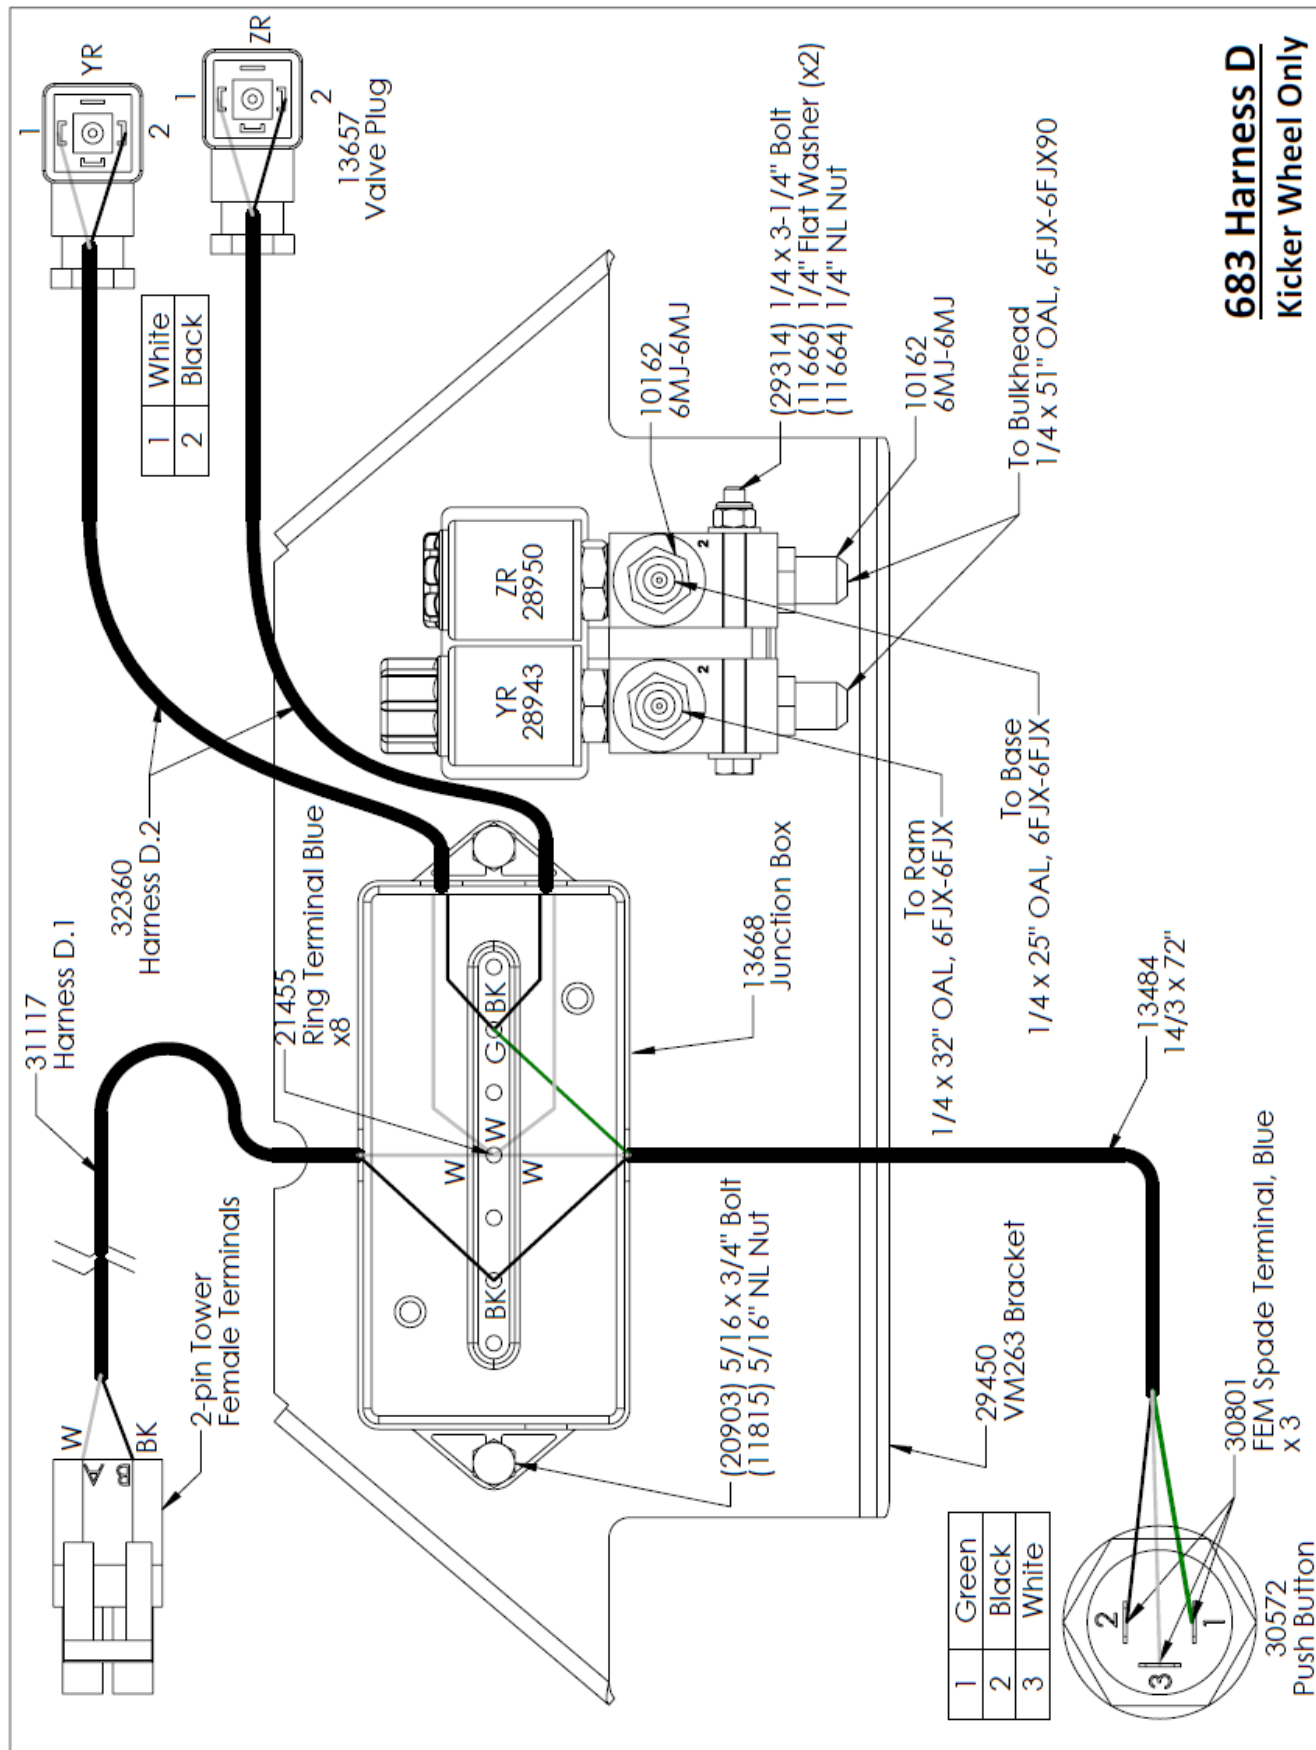 31117
Harness D.1
W
BK
A
B
2-pin Tower
Female Terminals
32360
Harness D.2
21455
Ring Terminal Blue
x8
1
2
YR
1
2
ZR
13657
Valve Plug
1 White
2 Black
BK
W
W
W
G
BK
YR
28943
ZR
28950
2
2
10162
6MJ-6MJ
(29314) 1/4 x 3-1/4" Bolt
(11666) 1/4" Flat Washer (x2)
(11664) 1/4" NL Nut
10162
6MJ-6MJ
To Bulkhead
1/4 x 51" OAL, 6FJX-6FJX90
(20903) 5/16 x 3/4" Bolt
(11815) 5/16" NL Nut
13668
Junction Box
To Ram
1/4 x 32" OAL, 6FJX-6FJX
To Base
1/4 x 25" OAL, 6FJX-6FJX
29450
VM263 Bracket
13484
14/3 x 72"
1 Green
2 Black
3 White
2
3
1
30801
FEM Spade Terminal, Blue
x 3
30572
Push Button
683 Harness D
Kicker Wheel Only